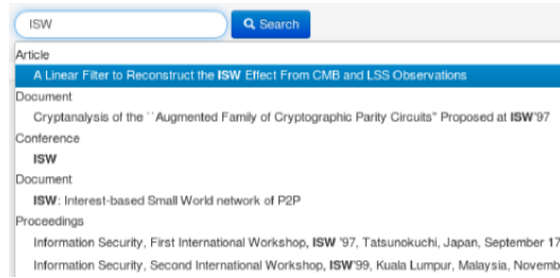 ISW
Search
Article
A Linear Filter to Reconstruct the ISW Effect From CMB and LSS Observations
Document
Cryptanalysis of the ``Augmented Family of Cryptographic Parity Circuits'' Proposed at ISW'97
Conference
ISW
Document
ISW: Interest-based Small World network of P2P
Proceedings
Information Security, First International Workshop, ISW '97, Tatsunokuchi, Japan, September 17
Information Security, Second International Workshop, ISW'99, Kuala Lumpur, Malaysia, Novem